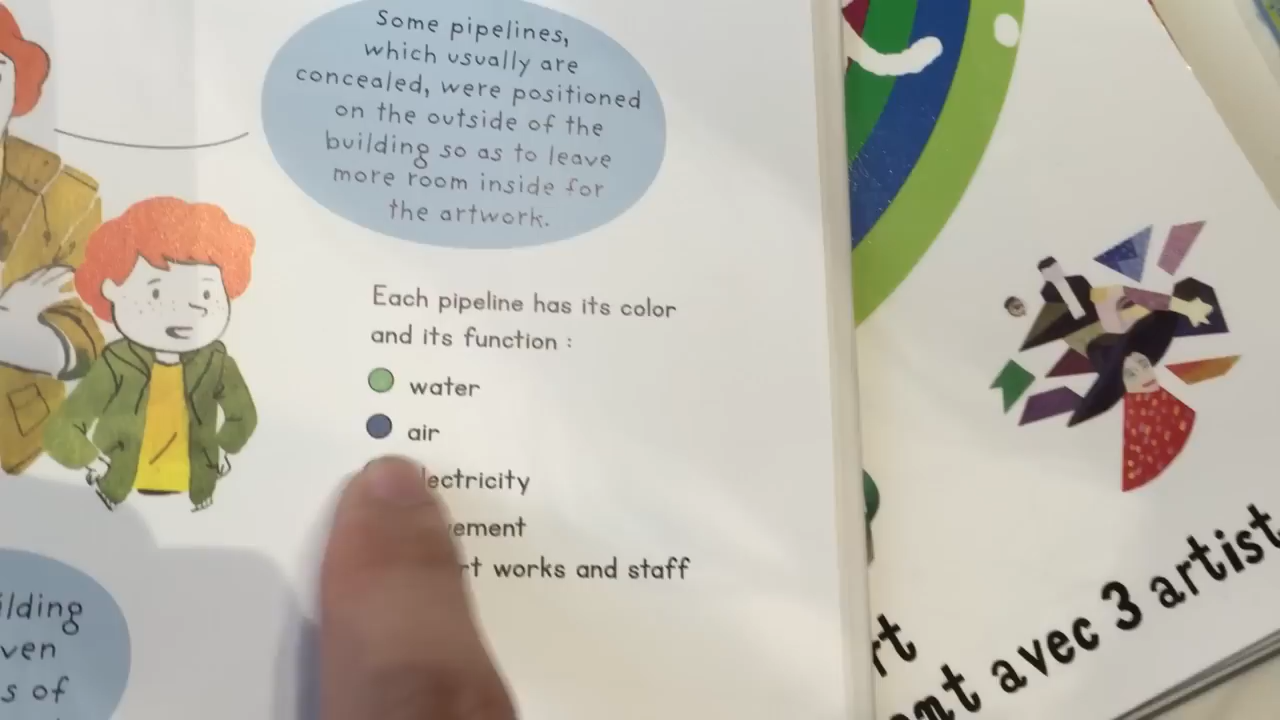 Some pipelines,
which usually are
concealed, were positioned
on the outside of the
building so as to leave
more room inside for
the artwork.
Each pipeline has its color
and its function :
water
air
lectricity
ement
rt works and staff
ilding
ven
s of
rt
ent avec 3 artist